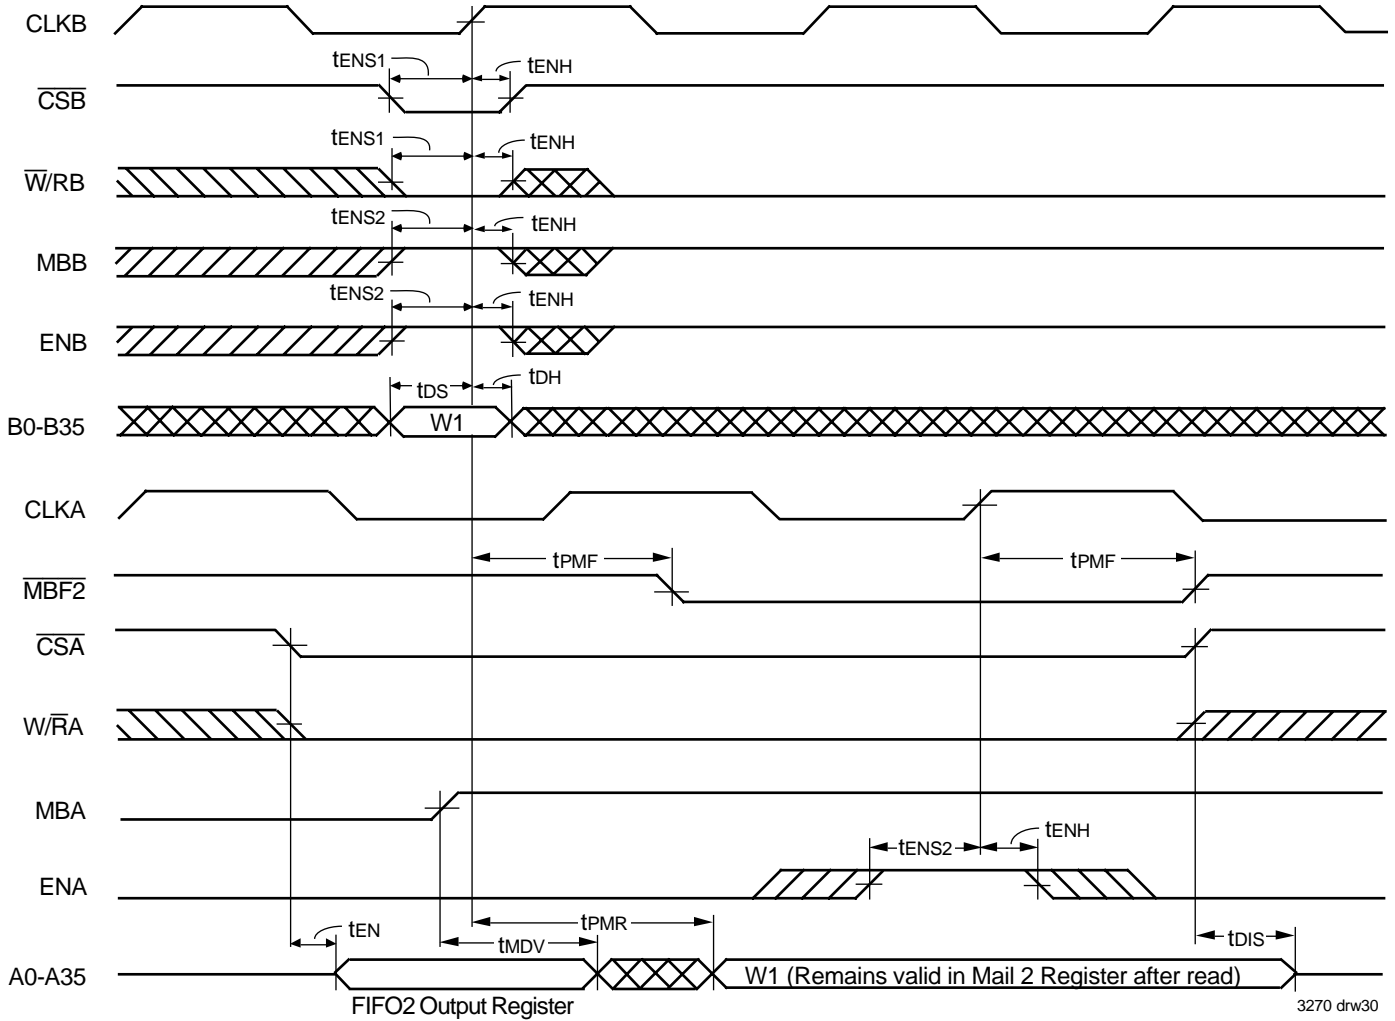 CLKB
tENS1
tENH
CSB
tENS1
tENH
W/RB
tENS2
tENH
MBB
tENS2
tENH
ENB
tDS
tDH
B0-B35
W1
CLKA
tPMF
tPMF
MBF2
CSA
W/RA
MBA
tENS2
tENH
ENA
tEN
tPMR
tMDV
tDIS
A0-A35
W1 (Remains valid in Mail 2 Register after read)
FIFO2 Output Register
3270 drw30